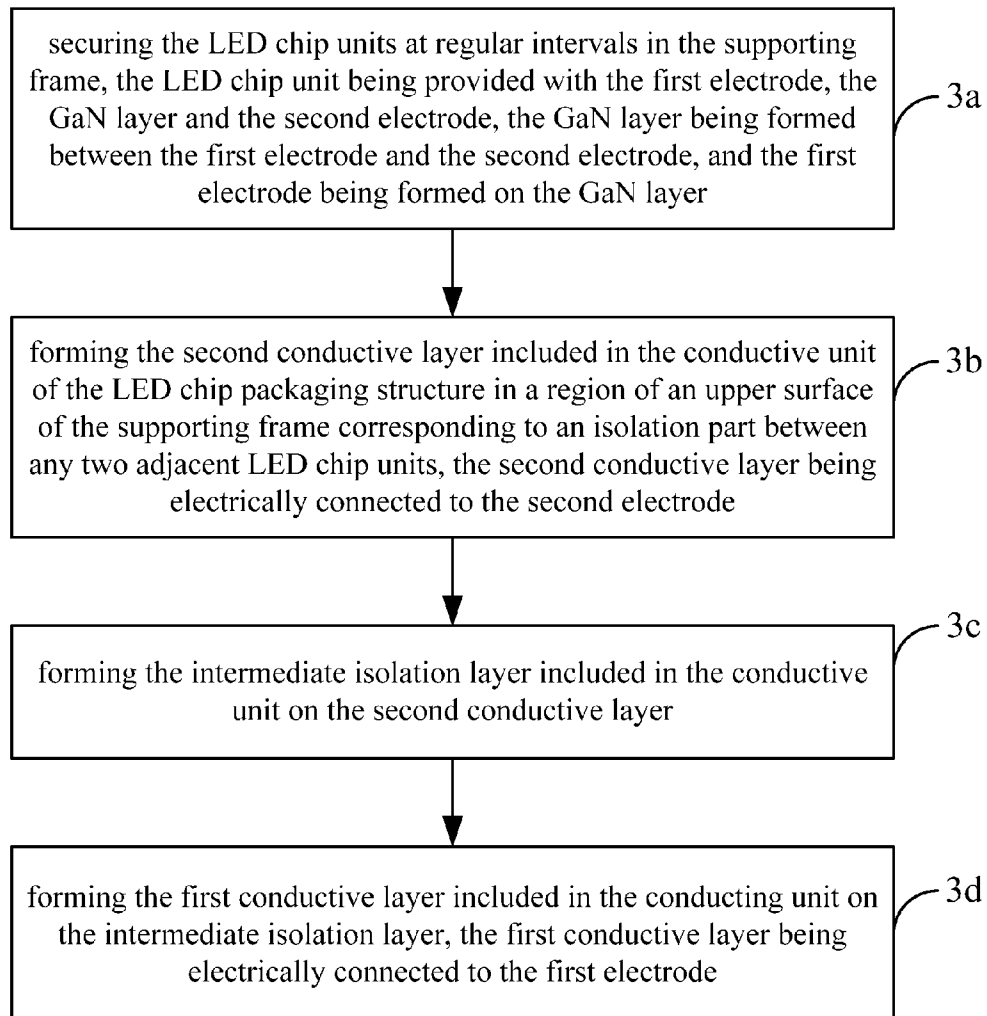 securing the LED chip units at regular intervals in the supporting
frame, the LED chip unit being provided with the first electrode, the
GaN layer and the second electrode, the GaN layer being formed
between the first electrode and the second electrode, and the first
electrode being formed on the GaN layer
3a
forming the second conductive layer included in the conductive unit
of the LED chip packaging structure in a region of an upper surface
of the supporting frame corresponding to an isolation part between
any two adjacent LED chip units, the second conductive layer being
electrically connected to the second electrode
3b
forming the intermediate isolation layer included in the conductive
unit on the second conductive layer
3c
forming the first conductive layer included in the conducting unit on
the intermediate isolation layer, the first conductive layer being
electrically connected to the first electrode
3d